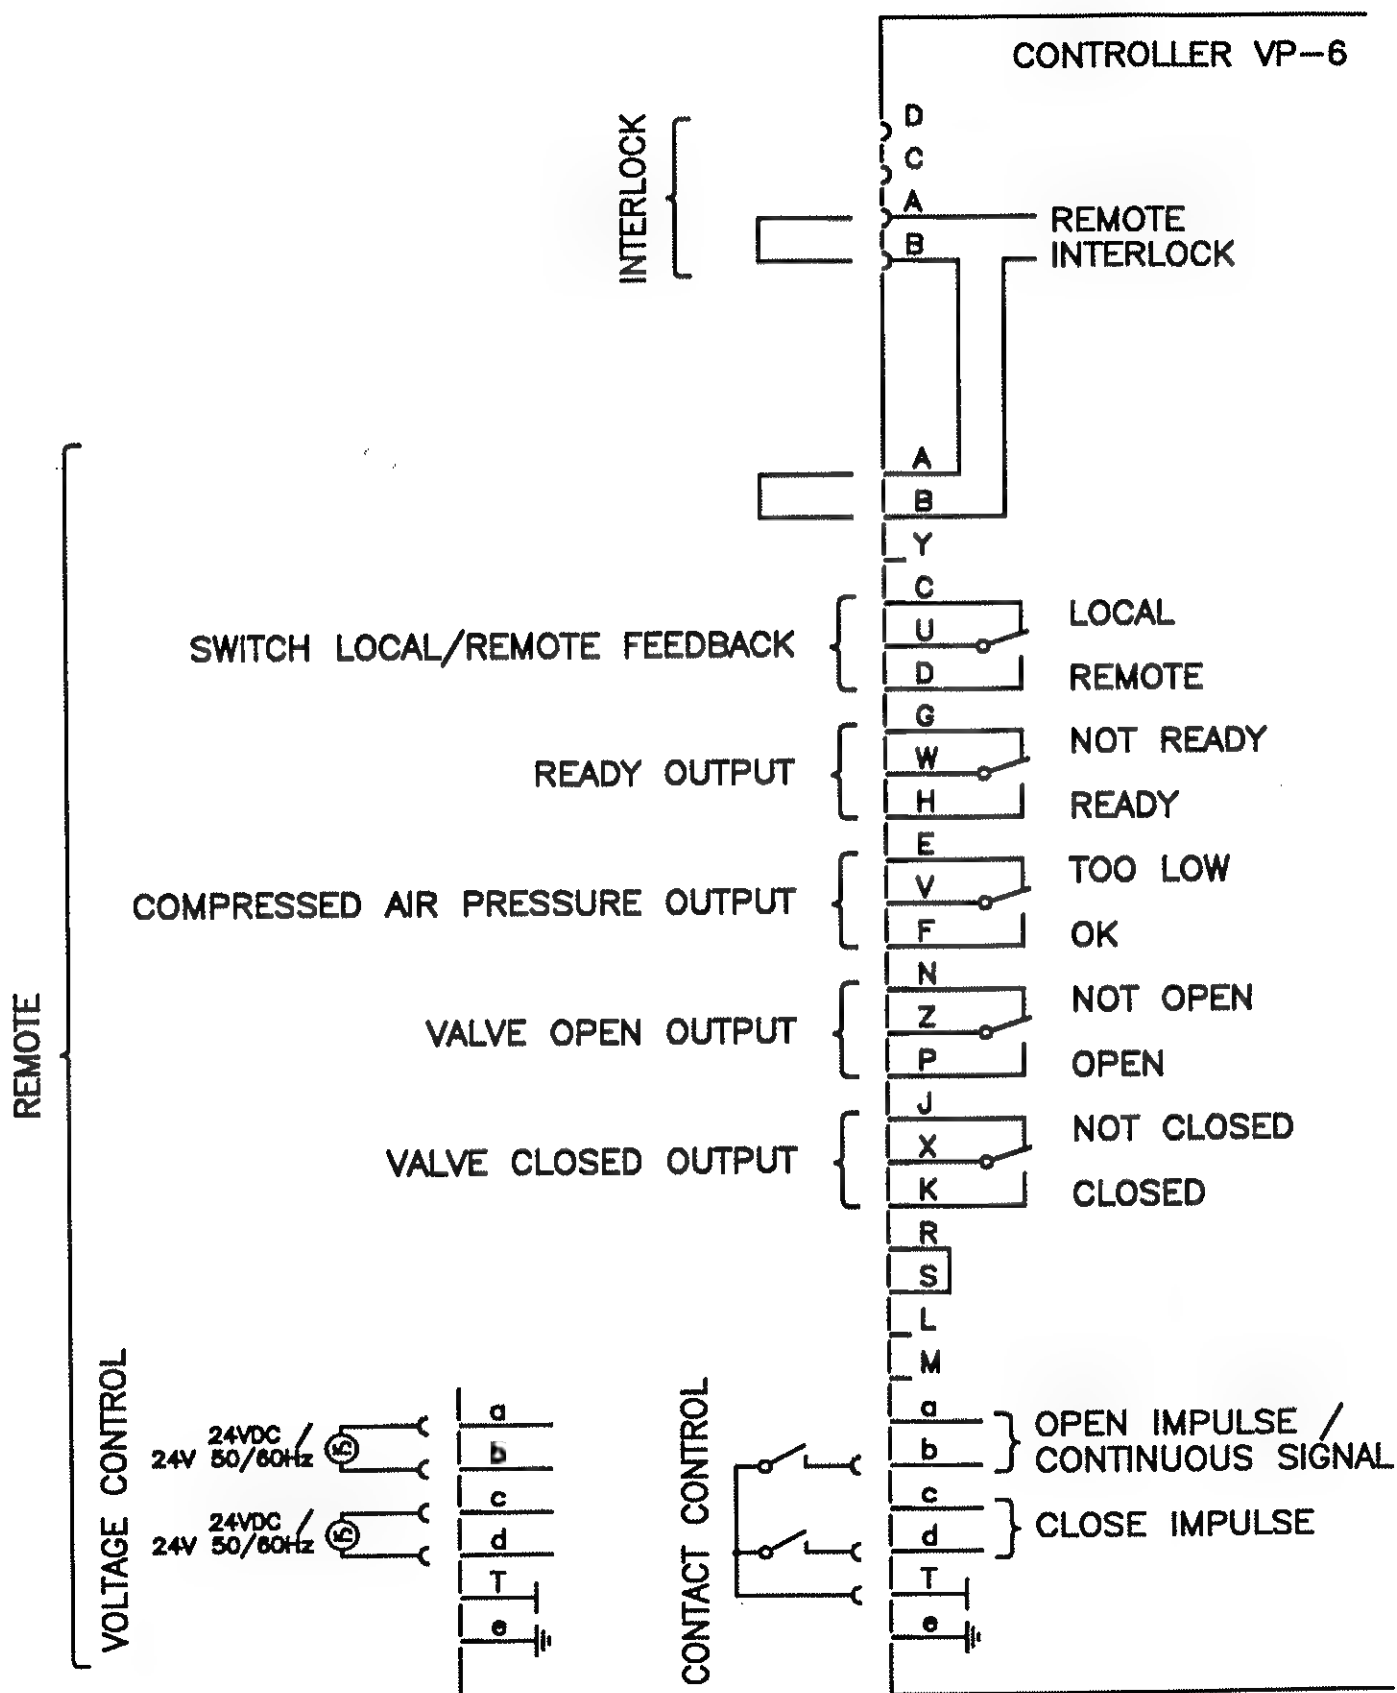 CONTROLLER VP-6
INTERLOCK
D
C
A
B
REMOTE
INTERLOCK
REMOTE
A
B
Y
SWITCH LOCAL/REMOTE FEEDBACK
C
U
D
LOCAL
REMOTE
READY OUTPUT
G
W
H
NOT READY
READY
COMPRESSED AIR PRESSURE OUTPUT
E
V
F
TOO LOW
OK
VALVE OPEN OUTPUT
N
Z
P
NOT OPEN
OPEN
VALVE CLOSED OUTPUT
J
X
K
NOT CLOSED
CLOSED
R
S
L
M
VOLTAGE CONTROL
24VDC /
24V 50/60Hz
24VDC /
24V 50/60Hz
a
b
c
d
T
e
CONTACT CONTROL
a
b
c
d
T
e
OPEN IMPULSE /
CONTINUOUS SIGNAL
CLOSE IMPULSE